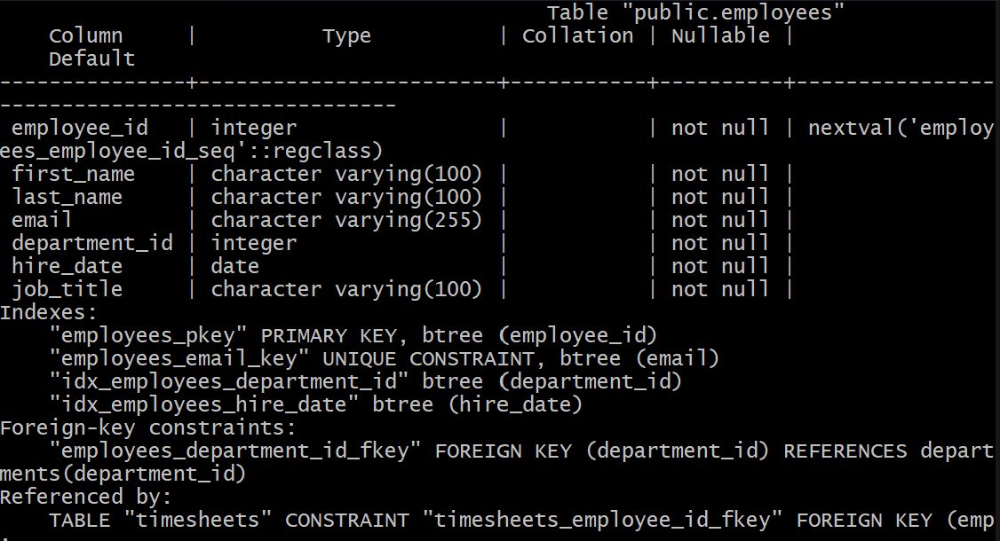 Table "public.employees"
Column | Type | Collation | Nullable |
Default
---------------+------------------------+-----------+----------+----------------
--------------------------------
employee_id | integer | | not null | nextval('employ
ees_employee_id_seq'::regclass)
first_name | character varying(100) | | not null |
last_name | character varying(100) | | not null |
email | character varying(255) | | not null |
department_id | integer | | not null |
hire_date | date | | not null |
job_title | character varying(100) | | not null |
Indexes:
"employees_pkey" PRIMARY KEY, btree (employee_id)
"employees_email_key" UNIQUE CONSTRAINT, btree (email)
"idx_employees_department_id" btree (department_id)
"idx_employees_hire_date" btree (hire_date)
Foreign-key constraints:
"employees_department_id_fkey" FOREIGN KEY (department_id) REFERENCES depart
ments(department_id)
Referenced by:
TABLE "timesheets" CONSTRAINT "timesheets_employee_id_fkey" FOREIGN KEY (emp